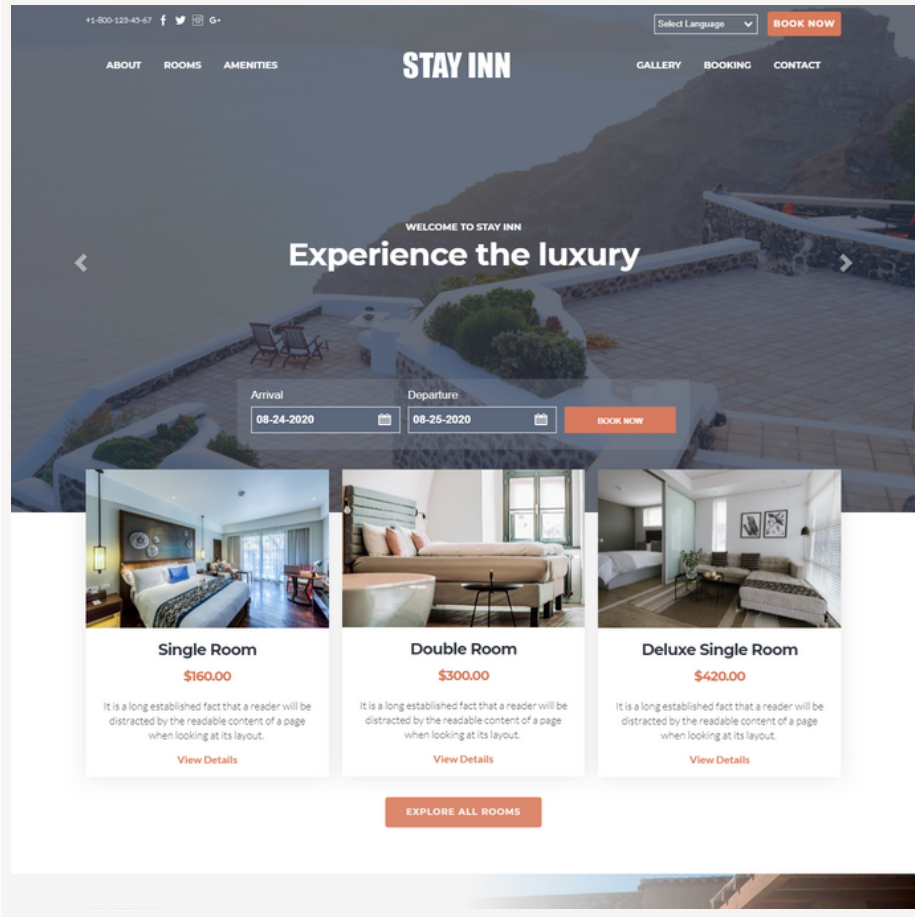 +1-800-123-45-67 f G+
Select Language
BOOK NOW
ABOUT ROOMS AMENITIES
STAY INN
GALLERY BOOKING CONTACT
WELCOME TO STAY INN
Experience the luxury
Arrival
Departure
08-24-2020
08-25-2020
BOOK NOW
Single Room
$160.00
It is a long established fact that a reader will be
distracted by the readable content of a page
when looking at its layout.
View Details
Double Room
$300.00
It is a long established fact that a reader will be
distracted by the readable content of a page
when looking at its layout.
View Details
Deluxe Single Room
$420.00
It is a long established fact that a reader will be
distracted by the readable content of a page
when looking at its layout.
View Details
EXPLORE ALL ROOMS